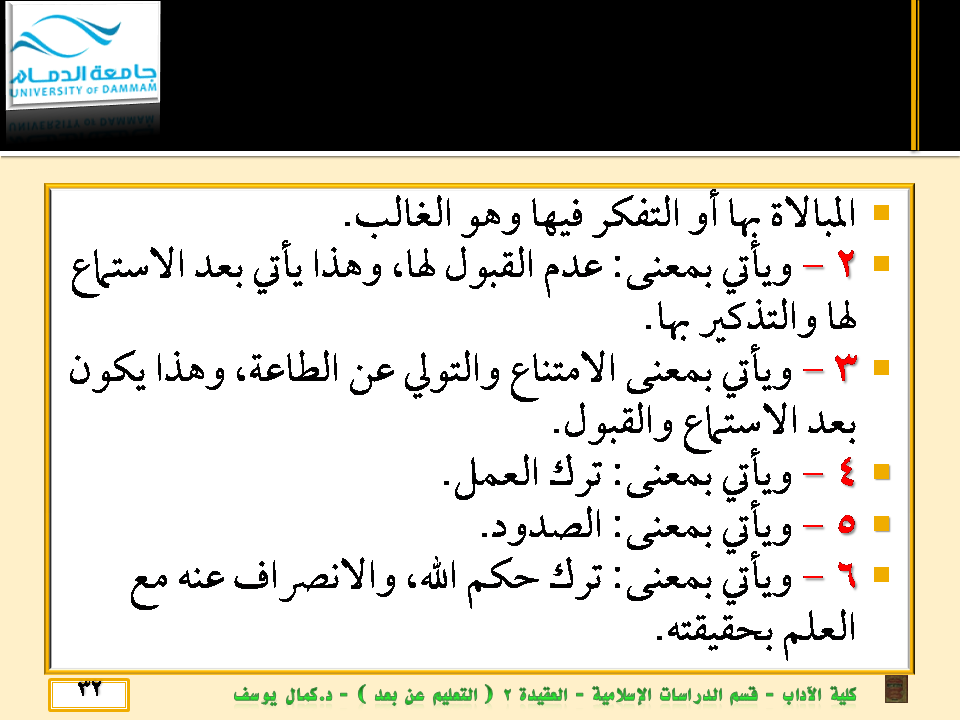 جامعة الدمام
UNIVERSITY OF DAMMAM
المبالاة بها أو التفكر فيها وهو الغالب.
٢ – ويأتي بمعنى: عدم القبول لها، وهذا يأتي بعد الاستماع
لها والتذكير بها.
٣ – ويأتي بمعنى الامتناع والتولي عن الطاعة، وهذا يكون
بعد الاستماع والقبول.
٤ – ويأتي بمعنى: ترك العمل.
٥ – ويأتي بمعنى: الصدود.
٦ – ويأتي بمعنى: ترك حكم الله، والانصراف عنه مع
العلم بحقيقته.
كلية الآداب - قسم الدراسات الإسلامية - العقيدة ٢ ( التعليم عن بعد ) - د.كمال يوسف
٣٢